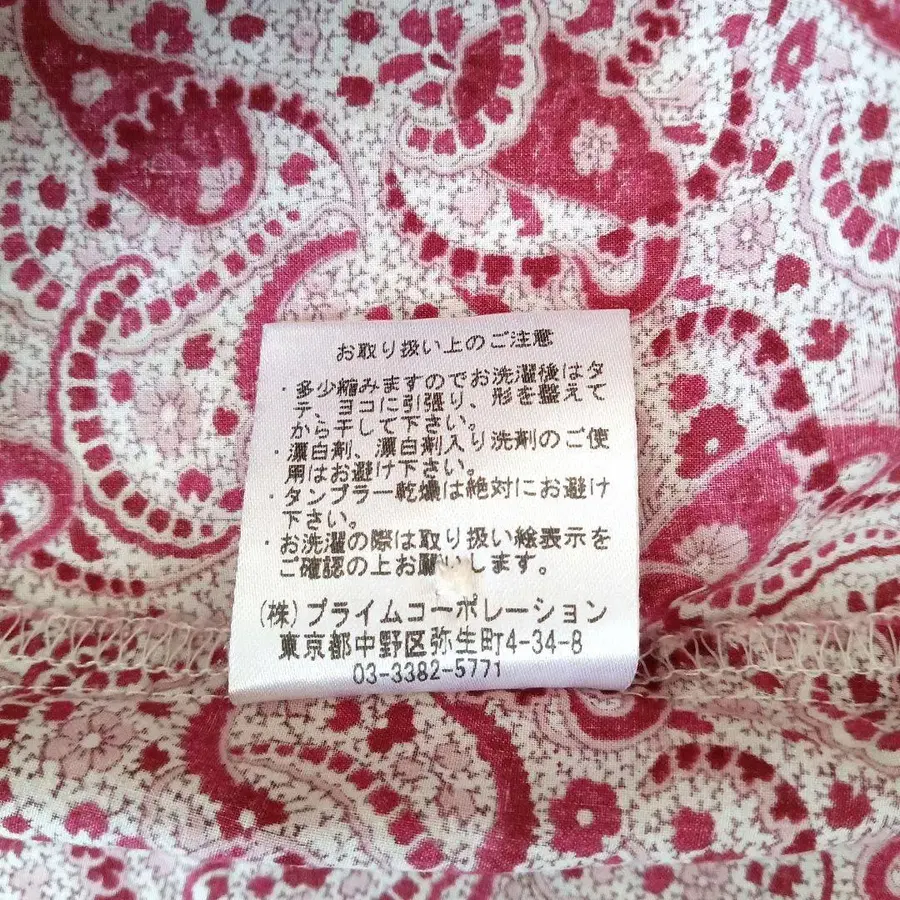 お取り扱い上のご注意
・多少縮みますのでお洗濯後はタ
テ、ヨコに引張り、形を整えて
から干して下さい。
・漂白剤、漂白剤入り洗剤のご使
用はお避け下さい。
・タンブラー乾燥は絶対にお避け
下さい。
・お洗濯の際は取り扱い絵表示を
ご確認の上お願いします。
(株)プライムコーポレーション
東京都中野区弥生町4-34-8
03-3382-5771